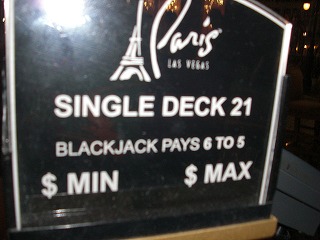 Paris
LAS VEGAS
SINGLE DECK 21
BLACKJACK PAYS 6 TO 5
$ MIN $ MAX